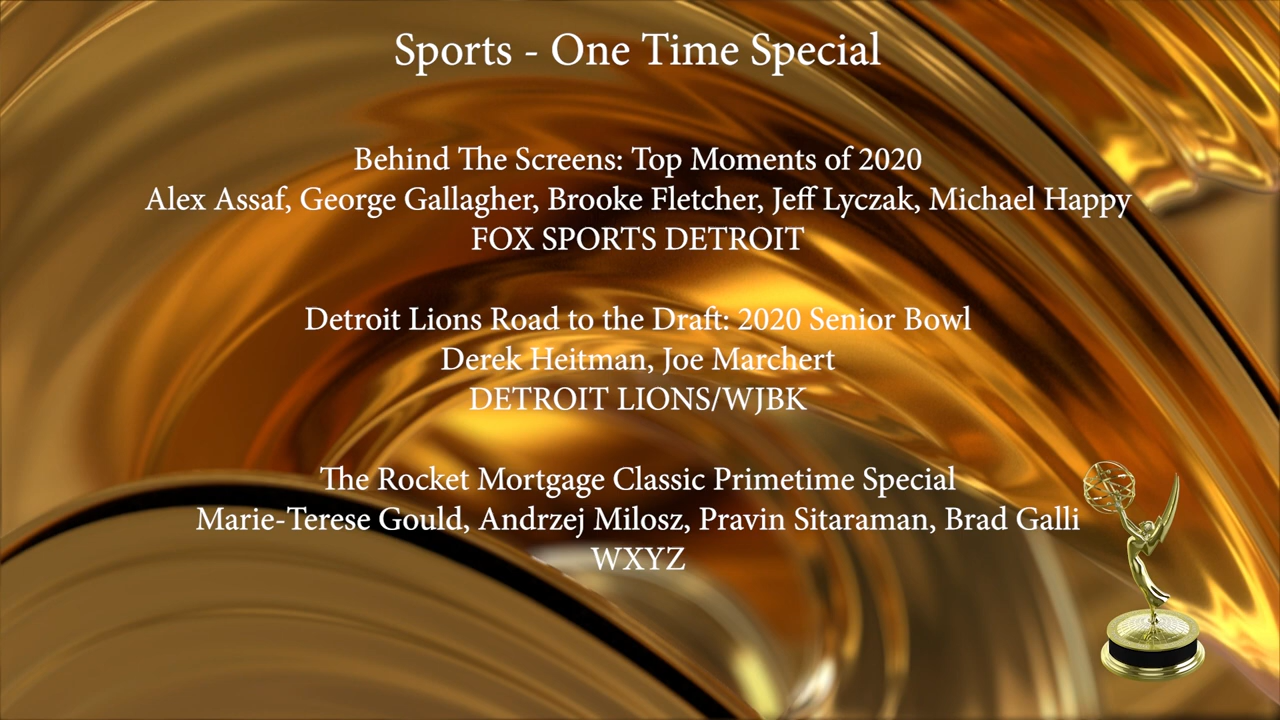 Sports - One Time Special
Behind The Screens: Top Moments of 2020
Alex Assaf, George Gallagher, Brooke Fletcher, Jeff Lyczak, Michael Happy
FOX SPORTS DETROIT
Detroit Lions Road to the Draft: 2020 Senior Bowl
Derek Heitman, Joe Marchert
DETROIT LIONS/WJBK
The Rocket Mortgage Classic Primetime Special
Marie-Terese Gould, Andrzej Milosz, Pravin Sitaraman, Brad Galli
WXYZ